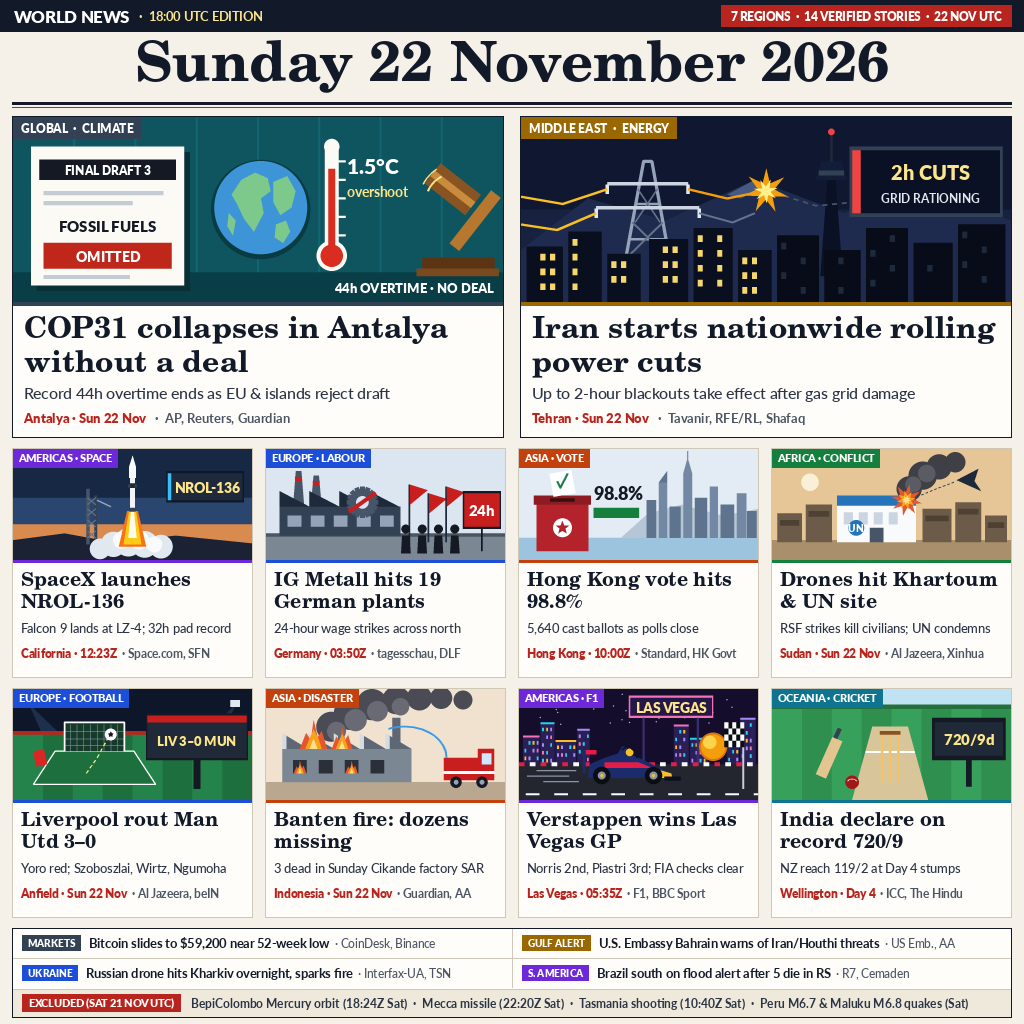 WORLD NEWS · 18:00 UTC EDITION
7 REGIONS · 14 VERIFIED STORIES · 22 NOV UTC
Sunday 22 November 2026
GLOBAL · CLIMATE
FINAL DRAFT 3
FOSSIL FUELS
OMITTED
1.5°C
overshoot
44h OVERTIME · NO DEAL
COP31 collapses in Antalya
without a deal
Record 44h overtime ends as EU & islands reject draft
Antalya · Sun 22 Nov · AP, Reuters, Guardian
MIDDLE EAST · ENERGY
2h CUTS
GRID RATIONING
Iran starts nationwide rolling
power cuts
Up to 2-hour blackouts take effect after gas grid damage
Tehran · Sun 22 Nov · Tavanir, RFE/RL, Shafaq
AMERICAS · SPACE
NROL-136
SpaceX launches
NROL-136
Falcon 9 lands at LZ-4; 32h pad record
California · 12:23Z · Space.com, SFN
EUROPE · LABOUR
24h
IG Metall hits 19
German plants
24-hour wage strikes across north
Germany · 03:50Z · tagesschau, DLF
ASIA · VOTE
98.8%
Hong Kong vote hits
98.8%
5,640 cast ballots as polls close
Hong Kong · 10:00Z · Standard, HK Govt
AFRICA · CONFLICT
UN
Drones hit Khartoum
& UN site
RSF strikes kill civilians; UN condemns
Sudan · Sun 22 Nov · Al Jazeera, Xinhua
EUROPE · FOOTBALL
LIV 3–0 MUN
Liverpool rout Man
Utd 3–0
Yoro red; Szoboszlai, Wirtz, Ngumoha
Anfield · Sun 22 Nov · Al Jazeera, beIN
ASIA · DISASTER
Banten fire: dozens
missing
3 dead in Sunday Cikande factory SAR
Indonesia · Sun 22 Nov · Guardian, AA
AMERICAS · F1
LAS VEGAS
Verstappen wins Las
Vegas GP
Norris 2nd, Piastri 3rd; FIA checks clear
Las Vegas · 05:35Z · F1, BBC Sport
OCEANIA · CRICKET
720/9d
India declare on
record 720/9
NZ reach 119/2 at Day 4 stumps
Wellington · Day 4 · ICC, The Hindu
MARKETS Bitcoin slides to $59,200 near 52-week low · CoinDesk, Binance
GULF ALERT U.S. Embassy Bahrain warns of Iran/Houthi threats · US Emb., AA
UKRAINE Russian drone hits Kharkiv overnight, sparks fire · Interfax-UA, TSN
S. AMERICA Brazil south on flood alert after 5 die in RS · R7, Cemaden
EXCLUDED (SAT 21 NOV UTC) BepiColombo Mercury orbit (18:24Z Sat) · Mecca missile (22:20Z Sat) · Tasmania shooting (10:40Z Sat) · Peru M6.7 & Maluku M6.8 quakes (Sat)